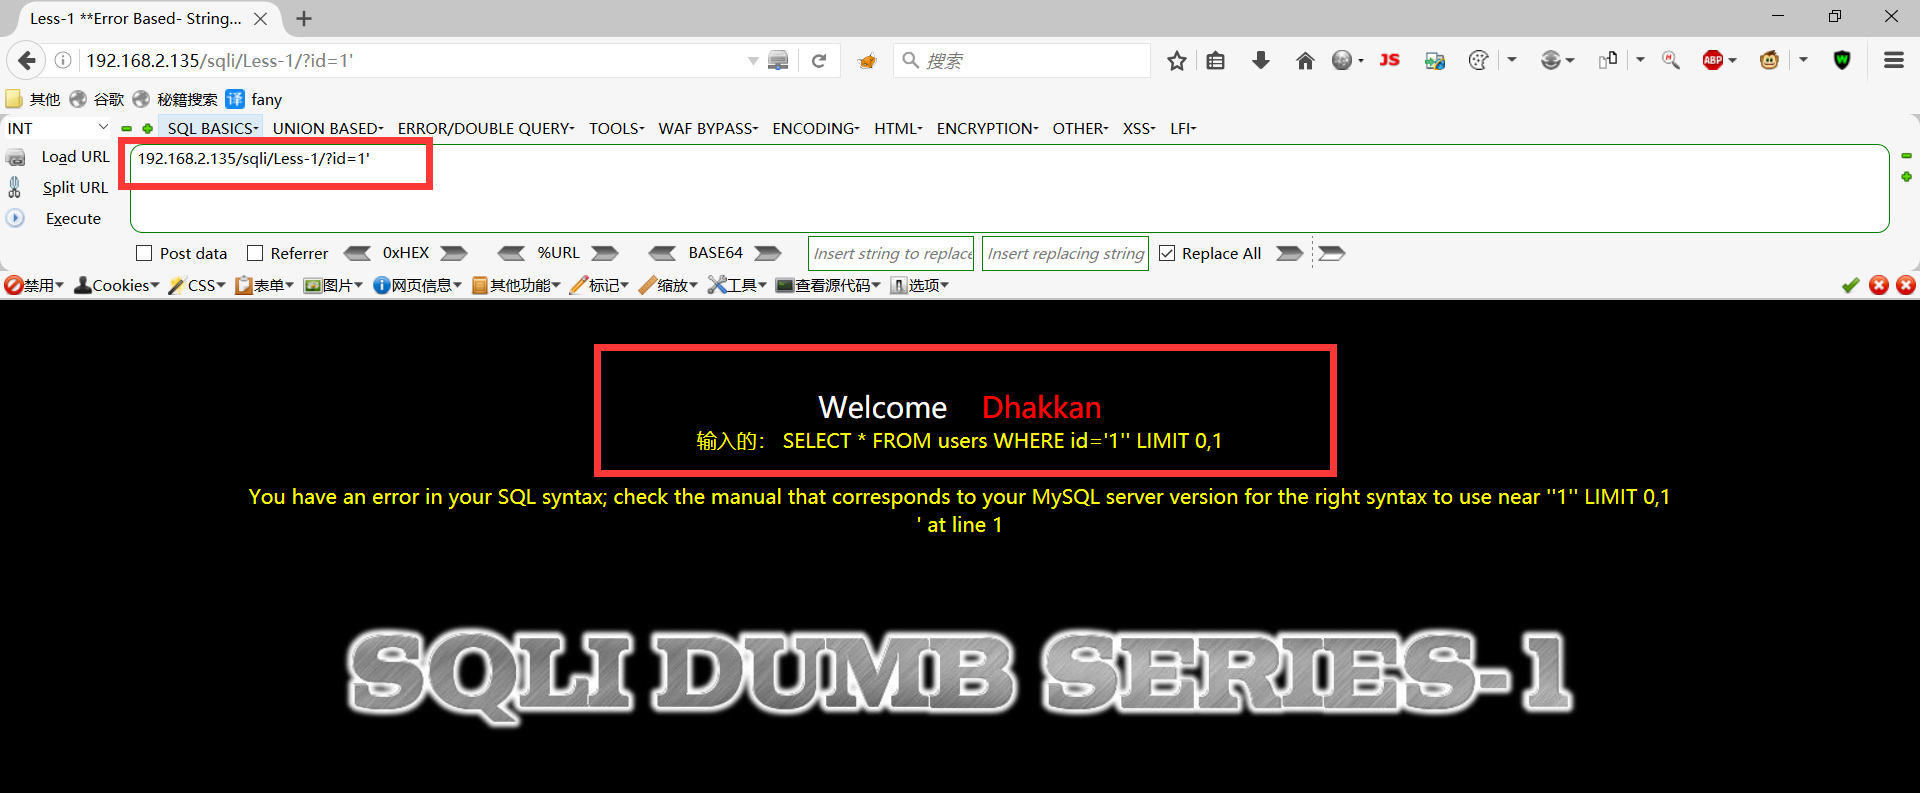 Less-1 **Error Based- String...
192.168.2.135/sqli/Less-1/?id=1'
搜索
JS
ABP
W
其他 谷歌 秘籍搜索 译 fany
INT SQL BASICS UNION BASED ERROR/DOUBLE QUERY TOOLS WAF BYPASS ENCODING HTML ENCRYPTION OTHER XSS LFI
Load URL 192.168.2.135/sqli/Less-1/?id=1'
Split URL
Execute
Post data Referrer 0xHEX %URL BASE64 Insert string to replace Insert replacing string Replace All
禁用 Cookies CSS 表单 图片 网页信息 其他功能 标记 缩放 工具 查看源代码 选项
Welcome Dhakkan
输入的: SELECT * FROM users WHERE id='1'' LIMIT 0,1
You have an error in your SQL syntax; check the manual that corresponds to your MySQL server version for the right syntax to use near ''1'' LIMIT 0,1
' at line 1
SQLI DUMB SERIES-1